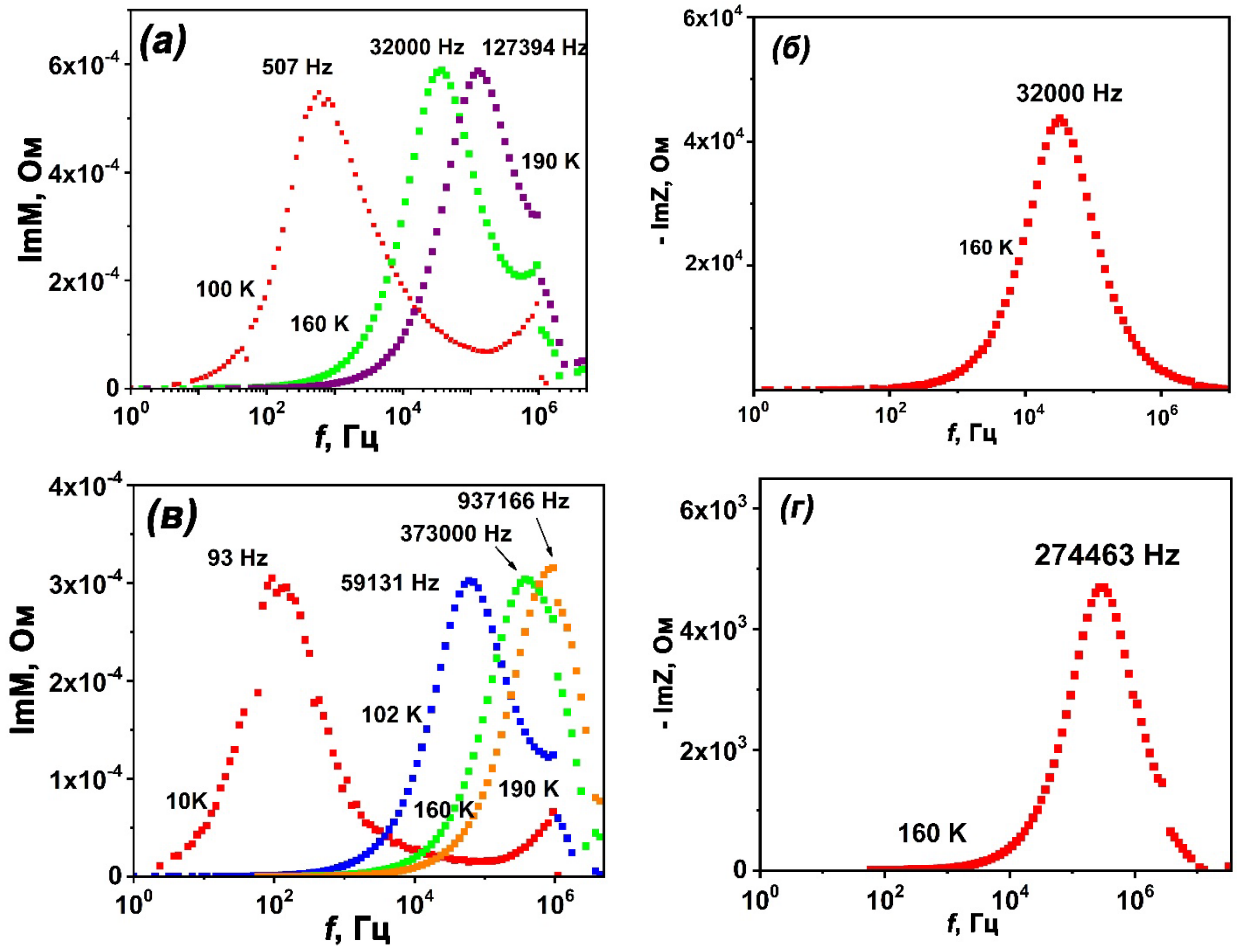 (а)
507 Hz
32000 Hz
127394 Hz
190 K
100 K
160 K
ImM, Ом
6x10⁻⁴
4x10⁻⁴
2x10⁻⁴
0
10⁰ 10² 10⁴ 10⁶
f, Гц
(б)
32000 Hz
160 K
- ImZ, Ом
6x10⁴
4x10⁴
2x10⁴
10⁰ 10² 10⁴ 10⁶
f, Гц
(в)
937166 Hz
373000 Hz
93 Hz
59131 Hz
102 K
10K
160 K
190 K
ImM, Ом
4x10⁻⁴
3x10⁻⁴
2x10⁻⁴
1x10⁻⁴
0
10⁰ 10² 10⁴ 10⁶
f, Гц
(г)
274463 Hz
160 K
- ImZ, Ом
6x10³
4x10³
2x10³
0
10⁰ 10² 10⁴ 10⁶
f, Гц